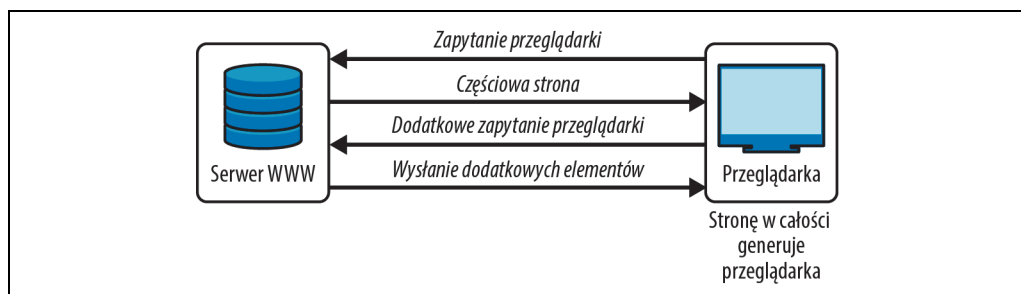 Zapytanie przeglądarki
Częściowa strona
Dodatkowe zapytanie przeglądarki
Wysłanie dodatkowych elementów
Serwer WWW
Przeglądarka
Stronę w całości
generuje
przeglądarka